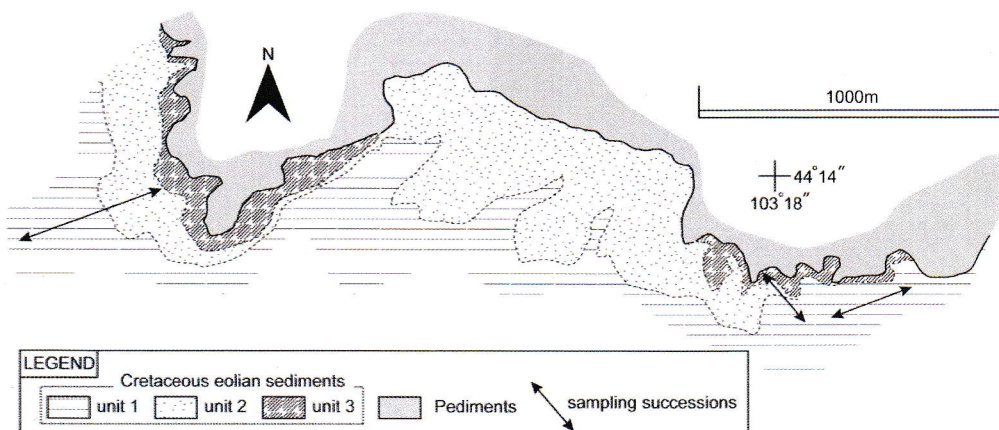 N
1000m
44°14″
103°18″
LEGEND
Cretaceous eolian sediments
unit 1 unit 2 unit 3 Pediments sampling successions